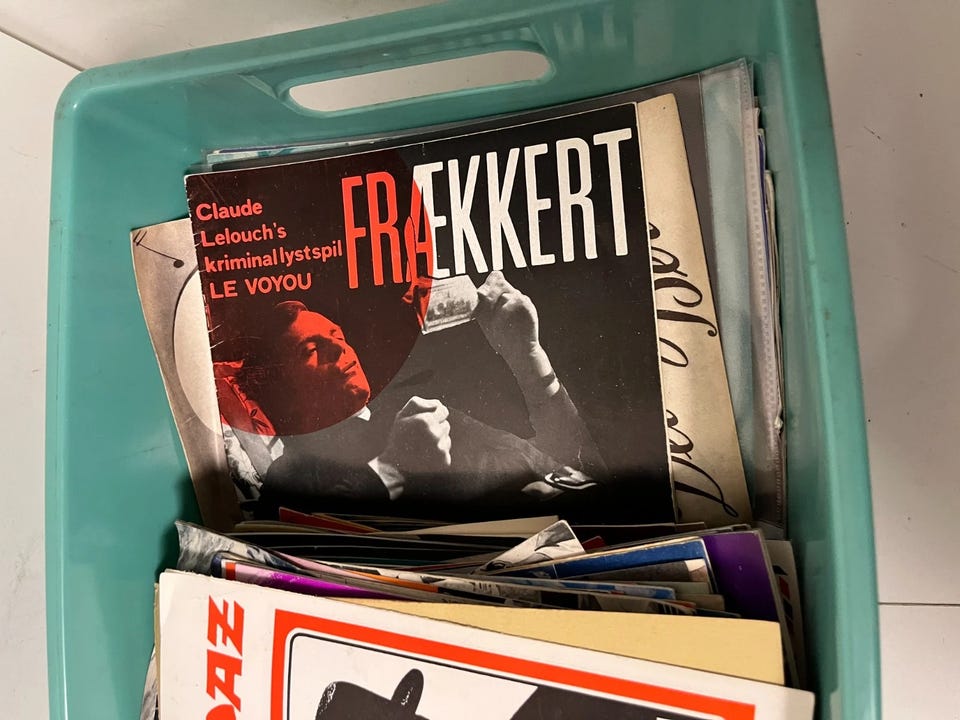 FRÆKKERT
Claude
Lelouch's
kriminallystspil
LE VOYOU